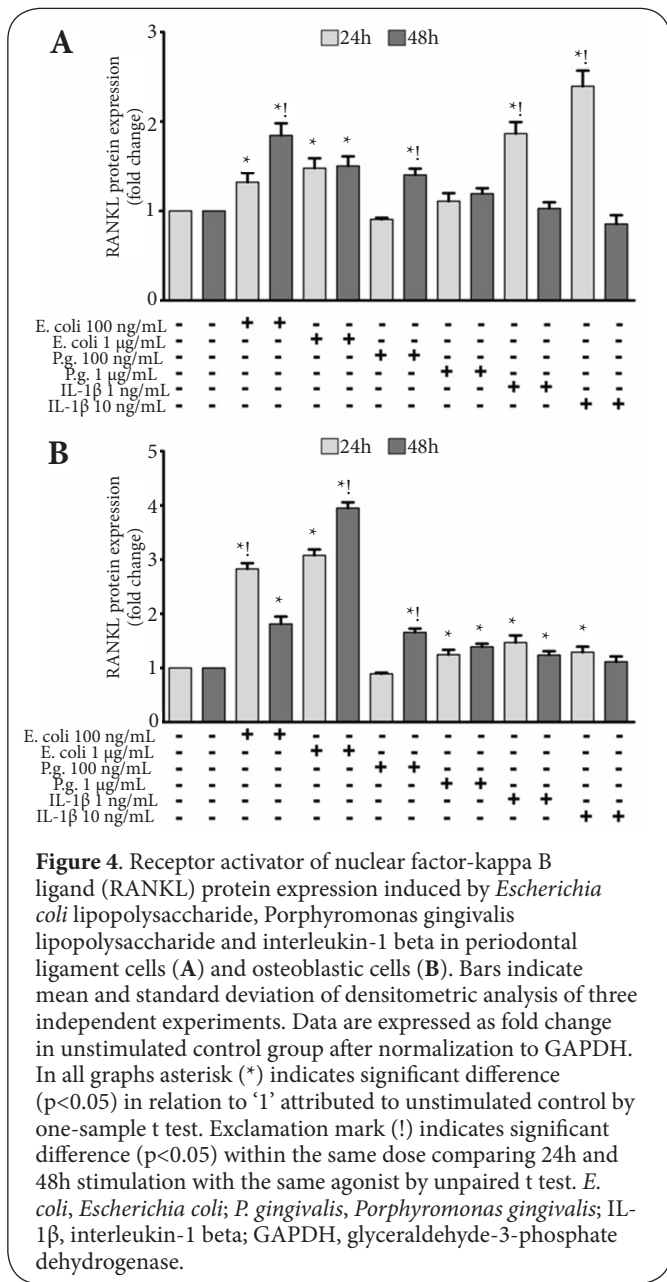 A
24h 48h
*! *!
*! *! 
* * * *!
RANKL protein expression
(fold change)
3
2
1
0
E. coli 100 ng/mL - - + + - - - - - - - -
E. coli 1 µg/mL - - - - + + - - - - - -
P.g. 100 ng/mL - - - - - - + + - - - -
P.g. 1 µg/mL - - - - - - - - + + - -
IL-1β 1 ng/mL - - - - - - - - - - + + - -
IL-1β 10 ng/mL - - - - - - - - - - - - + +
B
24h 48h
*!
*! *
* *! * * * * *
RANKL protein expression
(fold change)
5
4
3
2
1
0
E. coli 100 ng/mL - - + + - - - - - - - - - -
E. coli 1 µg/mL - - - - + + - - - - - - - -
P.g. 100 ng/mL - - - - - - + + - - - - - -
P.g. 1 µg/mL - - - - - - - - + + - - - -
IL-1β 1 ng/mL - - - - - - - - - - + + - -
IL-1β 10 ng/mL - - - - - - - - - - - - + +
Figure 4. Receptor activator of nuclear factor-kappa B
ligand (RANKL) protein expression induced by Escherichia
coli lipopolysaccharide, Porphyromonas gingivalis
lipopolysaccharide and interleukin-1 beta in periodontal
ligament cells (A) and osteoblastic cells (B). Bars indicate
mean and standard deviation of densitometric analysis of three
independent experiments. Data are expressed as fold change
in unstimulated control group after normalization to GAPDH.
In all graphs asterisk (*) indicates significant difference
(p<0.05) in relation to ‘1’ attributed to unstimulated control by
one-sample t test. Exclamation mark (!) indicates significant
difference (p<0.05) within the same dose comparing 24h and
48h stimulation with the same agonist by unpaired t test. E.
coli, Escherichia coli; P. gingivalis, Porphyromonas gingivalis; IL-
1β, interleukin-1 beta; GAPDH, glyceraldehyde-3-phosphate
dehydrogenase.